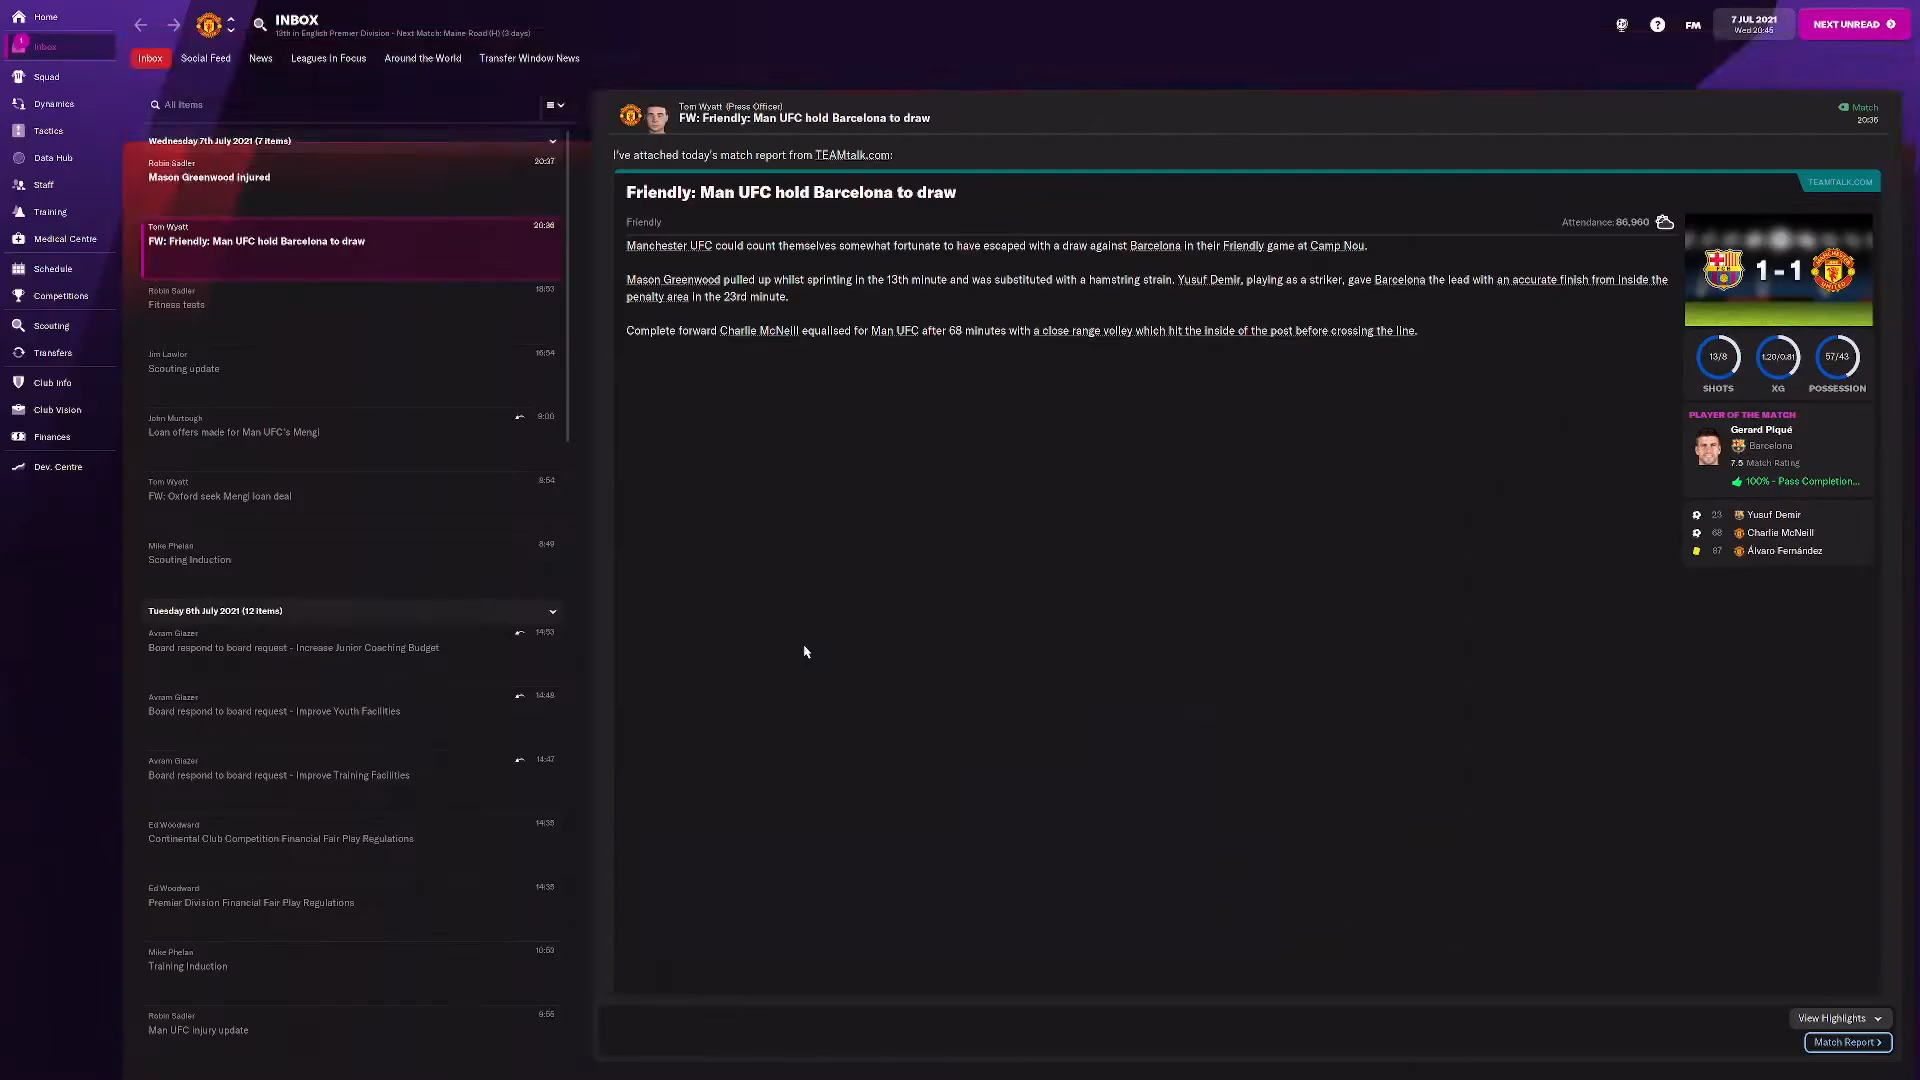 Home
Inbox
Squad
Dynamics
Tactics
Data Hub
Staff
Training
Medical Centre
Schedule
Competitions
Scouting
Transfers
Club Info
Club Vision
Finances
Dev. Centre
INBOX
13th in English Premier Division - Next Match: Maine Road (H) (3 days)
FM
7 JUL 2021
Wed 20:45
NEXT UNREAD
Inbox
Social Feed
News
Leagues In Focus
Around the World
Transfer Window News
All Items
Wednesday 7th July 2021 (7 items)
Robin Sadler 20:37
Mason Greenwood injured
Tom Wyatt 20:36
FW: Friendly: Man UFC hold Barcelona to draw
Robin Sadler 18:53
Fitness tests
Jim Lawlor 16:54
Scouting update
John Murtough 9:00
Loan offers made for Man UFC's Mengi
Tom Wyatt 8:54
FW: Oxford seek Mengi loan deal
Mike Phelan 8:49
Scouting Induction
Tuesday 6th July 2021 (12 items)
Avram Glazer 14:53
Board respond to board request - Increase Junior Coaching Budget
Avram Glazer 14:48
Board respond to board request - Improve Youth Facilities
Avram Glazer 14:47
Board respond to board request - Improve Training Facilities
Ed Woodward 14:35
Continental Club Competition Financial Fair Play Regulations
Ed Woodward 14:35
Premier Division Financial Fair Play Regulations
Mike Phelan 10:53
Training Induction
Robin Sadler 9:55
Man UFC injury update
Tom Wyatt (Press Officer)
FW: Friendly: Man UFC hold Barcelona to draw
Match
20:36
I've attached today's match report from TEAMtalk.com:
TEAMTALK.COM
Friendly: Man UFC hold Barcelona to draw
Friendly
Attendance: 86,960
Manchester UFC could count themselves somewhat fortunate to have escaped with a draw against Barcelona in their Friendly game at Camp Nou.
Mason Greenwood pulled up whilst sprinting in the 13th minute and was substituted with a hamstring strain. Yusuf Demir, playing as a striker, gave Barcelona the lead with an accurate finish from inside the
penalty area in the 23rd minute.
Complete forward Charlie McNeill equalised for Man UFC after 68 minutes with a close range volley which hit the inside of the post before crossing the line.
1 - 1
13/8
SHOTS
1.20/0.81
XG
57/43
POSSESSION
PLAYER OF THE MATCH
Gerard Piqué
Barcelona
7.5 Match Rating
100% - Pass Completion...
23 Yusuf Demir
68 Charlie McNeill
87 Álvaro Fernández
View Highlights
Match Report